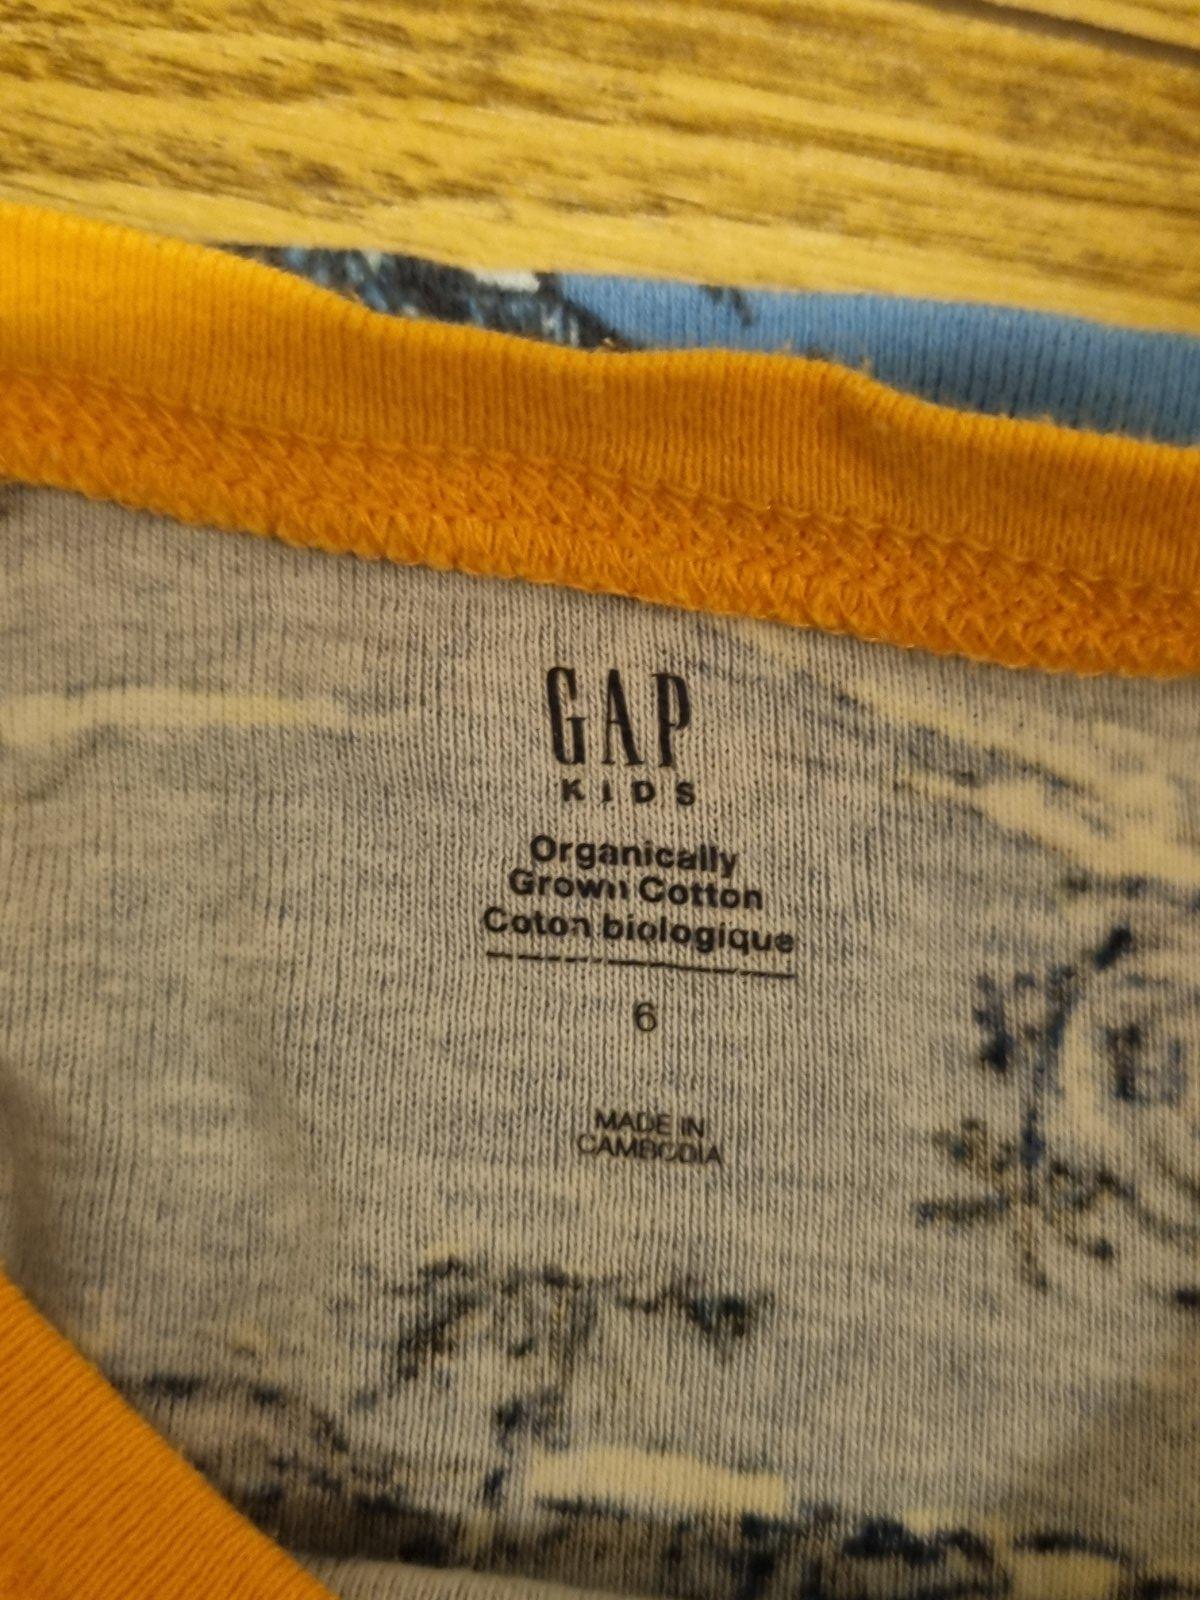 GAP
KIDS
Organically
Grown Cotton
Coton biologique
6
MADE IN
CAMBODIA